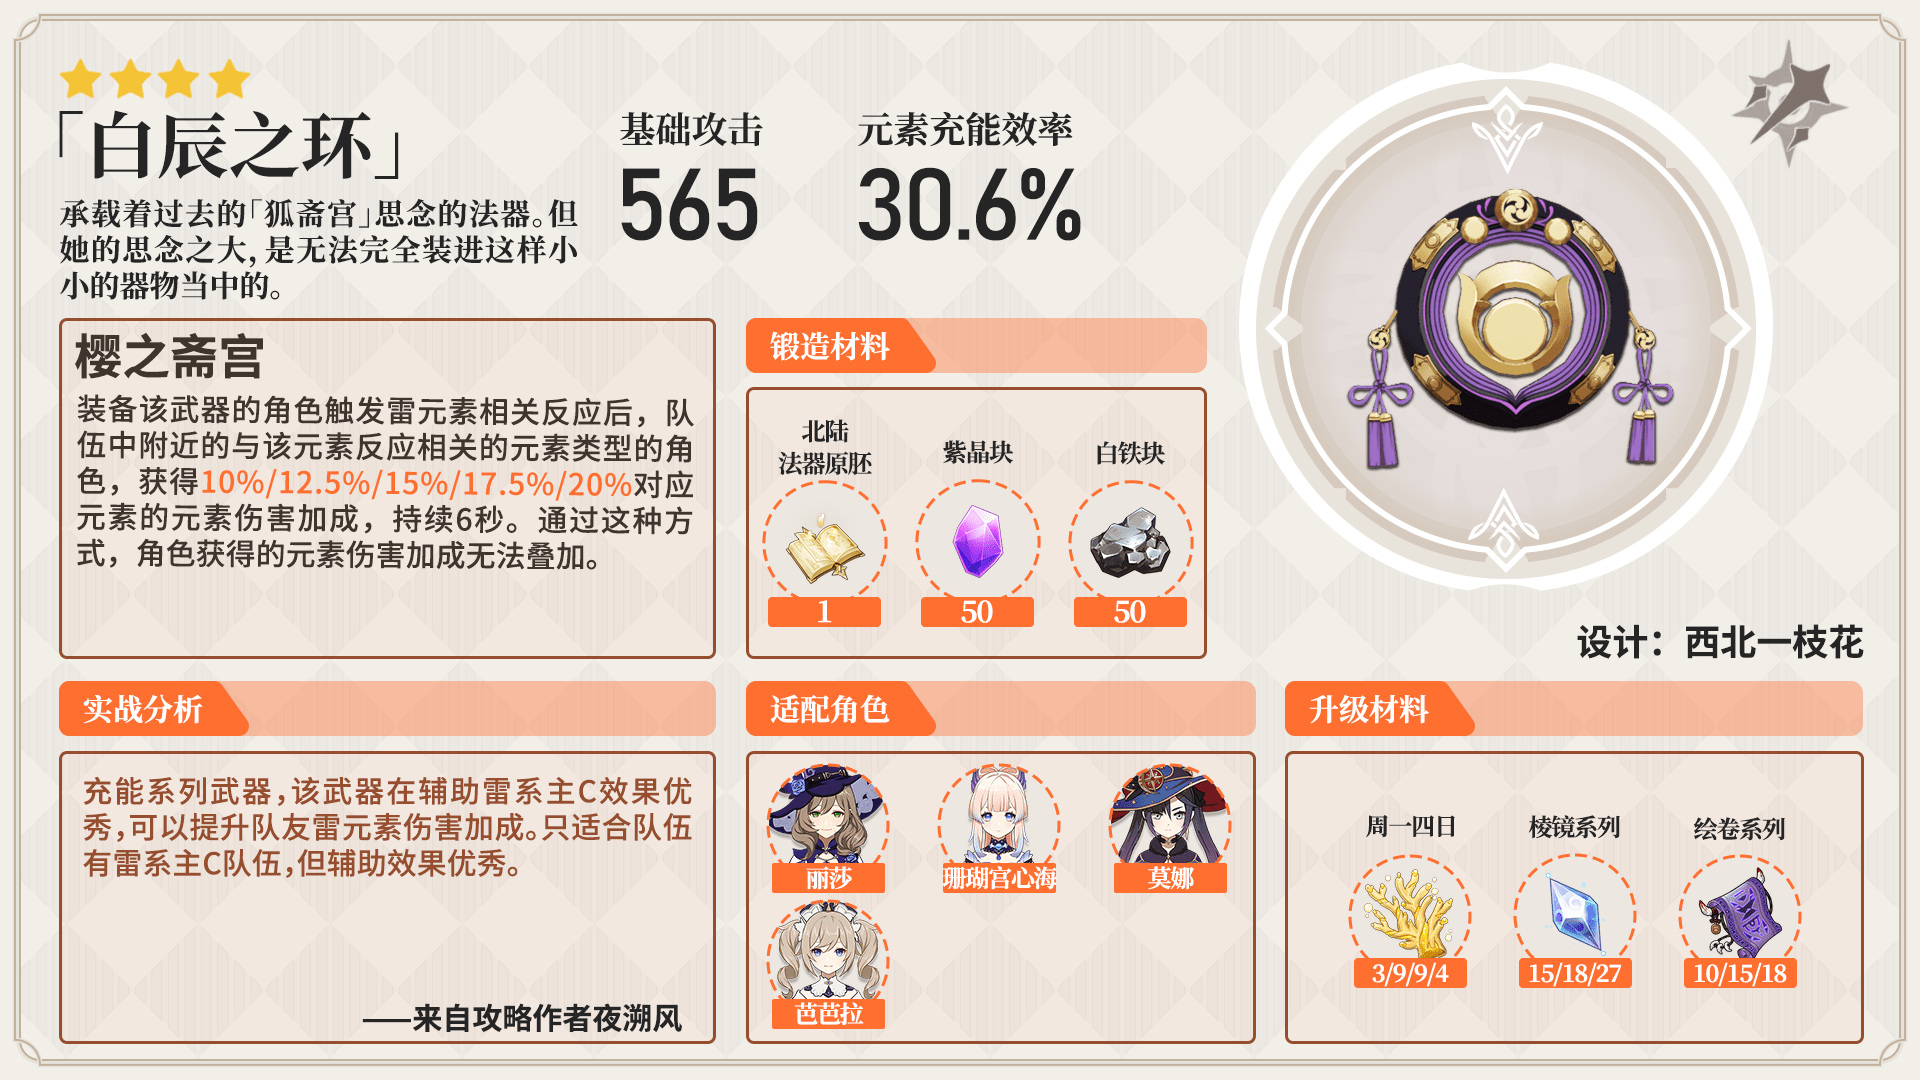 「白辰之环」
承载着过去的「狐斋宫」思念的法器。但
她的思念之大，是无法完全装进这样小
小的器物当中的。
基础攻击
565
元素充能效率
30.6%
樱之斋宫
装备该武器的角色触发雷元素相关反应后，队
伍中附近的与该元素反应相关的元素类型的角
色，获得10%/12.5%/15%/17.5%/20%对应
元素的元素伤害加成，持续6秒。通过这种方
式，角色获得的元素伤害加成无法叠加。
锻造材料
北陆
法器原胚
1
紫晶块
50
白铁块
50
设计：西北一枝花
实战分析
充能系列武器，该武器在辅助雷系主C效果优
秀，可以提升队友雷元素伤害加成。只适合队伍
有雷系主C队伍，但辅助效果优秀。
——来自攻略作者夜溯风
适配角色
丽莎
珊瑚宫心海
莫娜
芭芭拉
升级材料
周一四日
3/9/9/4
棱镜系列
15/18/27
绘卷系列
10/15/18